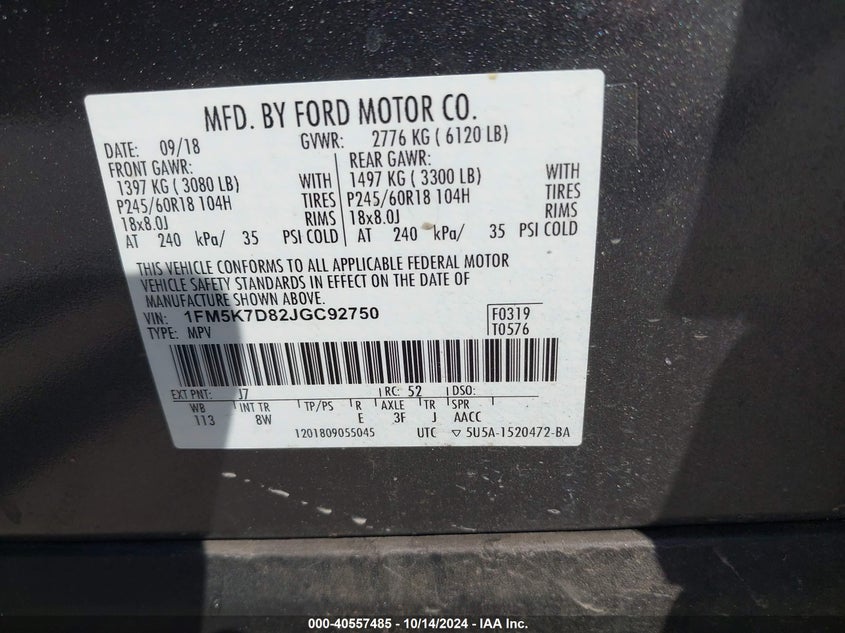 MFD. BY FORD MOTOR CO.
DATE: 09/18 GVWR: 2776 KG ( 6120 LB)
FRONT GAWR: REAR GAWR:
1397 KG ( 3080 LB) WITH 1497 KG ( 3300 LB) WITH
P245/60R18 104H TIRES P245/60R18 104H TIRES
18x8.0J RIMS 18x8.0J RIMS
AT 240 kPa/ 35 PSI COLD AT 240 kPa/ 35 PSI COLD
THIS VEHICLE CONFORMS TO ALL APPLICABLE FEDERAL MOTOR
VEHICLE SAFETY STANDARDS IN EFFECT ON THE DATE OF
MANUFACTURE SHOWN ABOVE.
VIN: 1FM5K7D82JGC92750 F0319
TYPE: MPV T0576
EXT PNT: J7 RC: 52 DSO:
WB INT TR TP/PS R AXLE TR SPR
113 8W E 3F J AACC
1201809055045 UTC ▽ 5U5A-1520472-BA
000-40557485 - 10/14/2024 - IAA Inc.